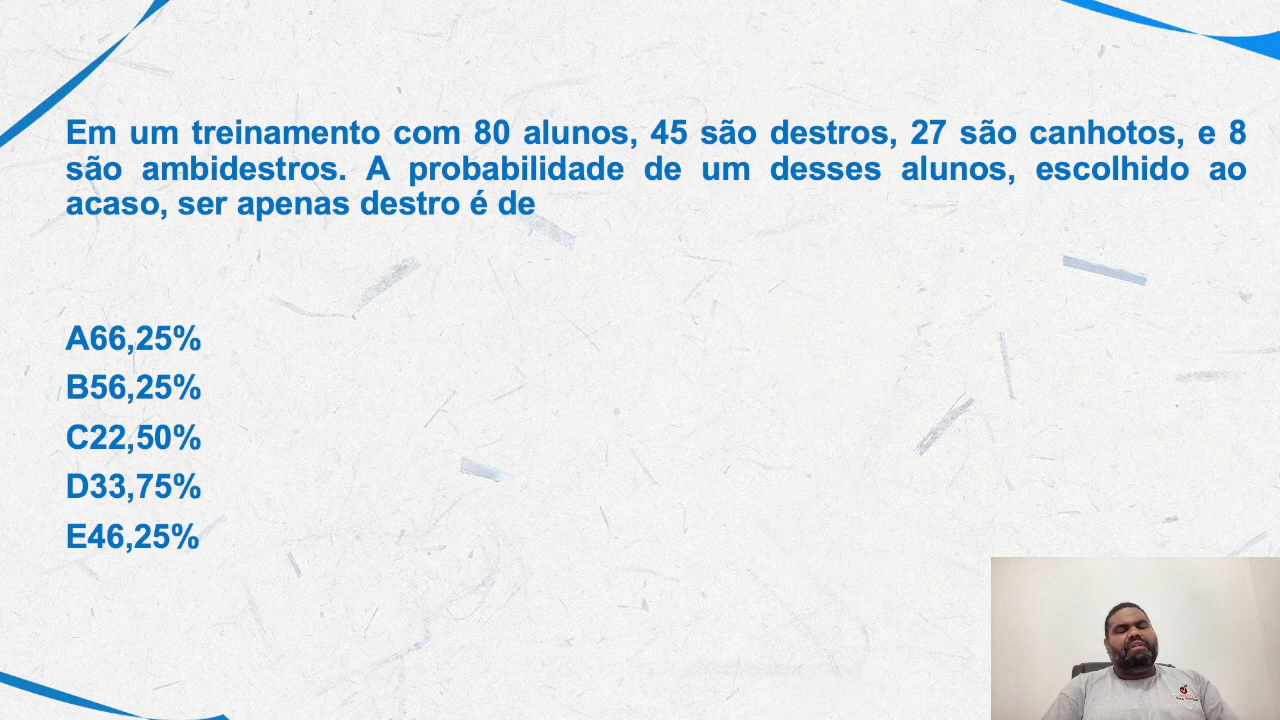 Em um treinamento com 80 alunos, 45 são destros, 27 são canhotos, e 8
são ambidestros. A probabilidade de um desses alunos, escolhido ao
acaso, ser apenas destro é de
A66,25%
B56,25%
C22,50%
D33,75%
E46,25%